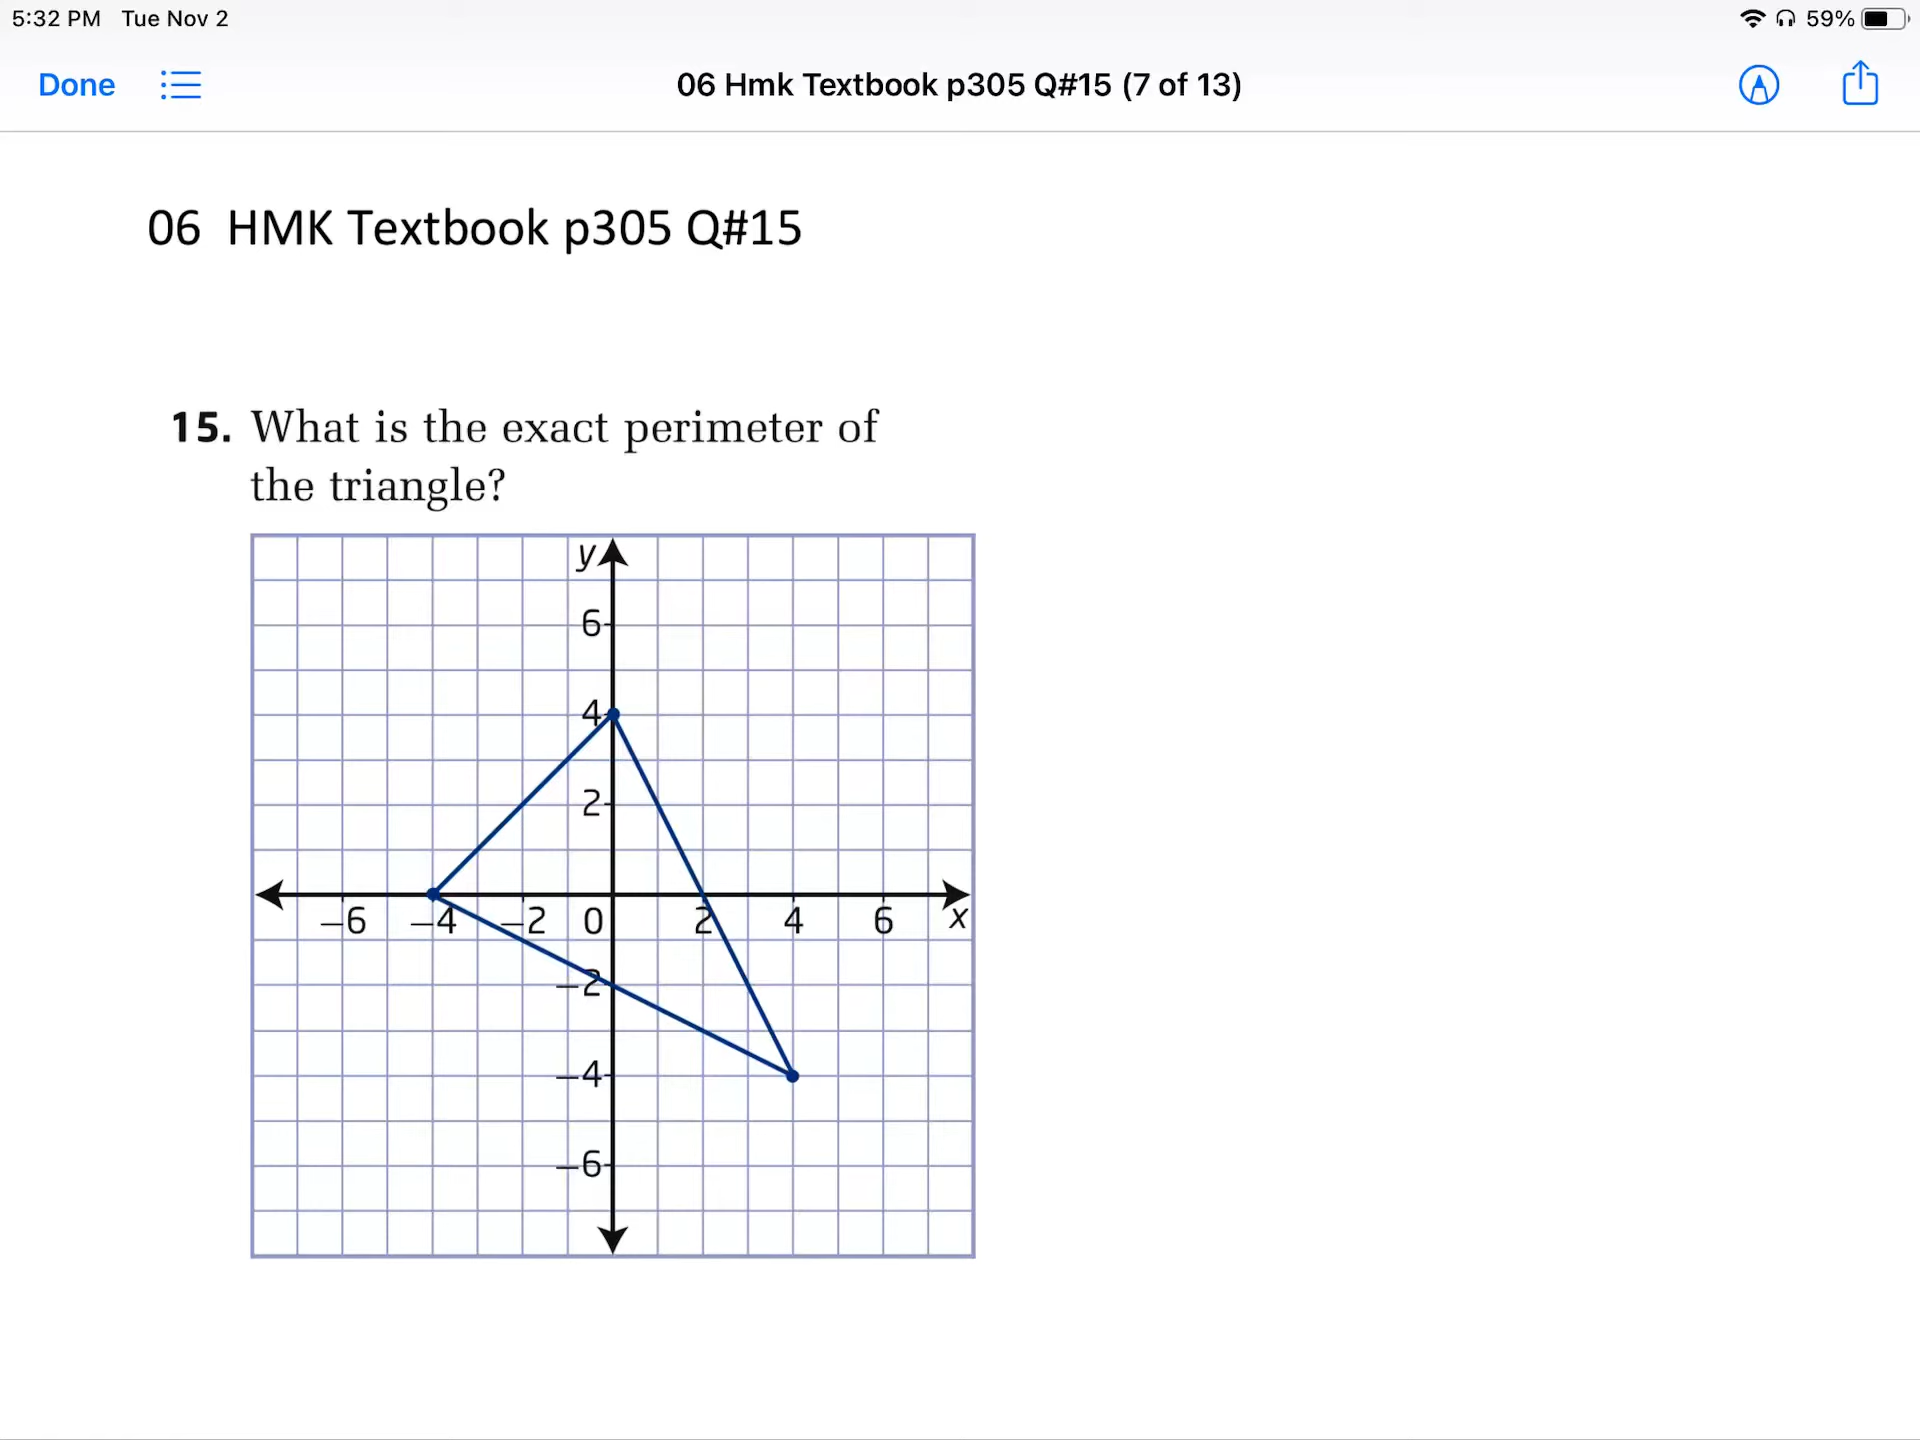 5:32 PM Tue Nov 2
59%
Done
06 Hmk Textbook p305 Q#15 (7 of 13)
06 HMK Textbook p305 Q#15
15. What is the exact perimeter of
the triangle?
y
6
4
2
−6 −4 −2 0 2 4 6 x
−2
−4
−6